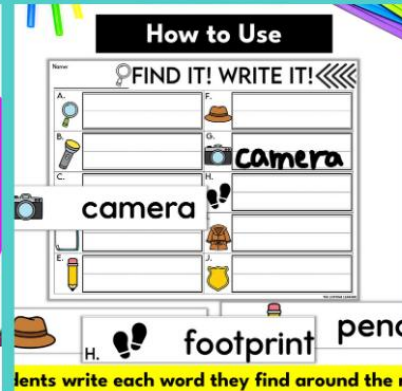 How to Use
Name
FIND IT! WRITE IT!
A.
F.
B.
G.
camera
C.
H.
camera
E.
J.
H.
footprint
penc
dents write each word they find around the